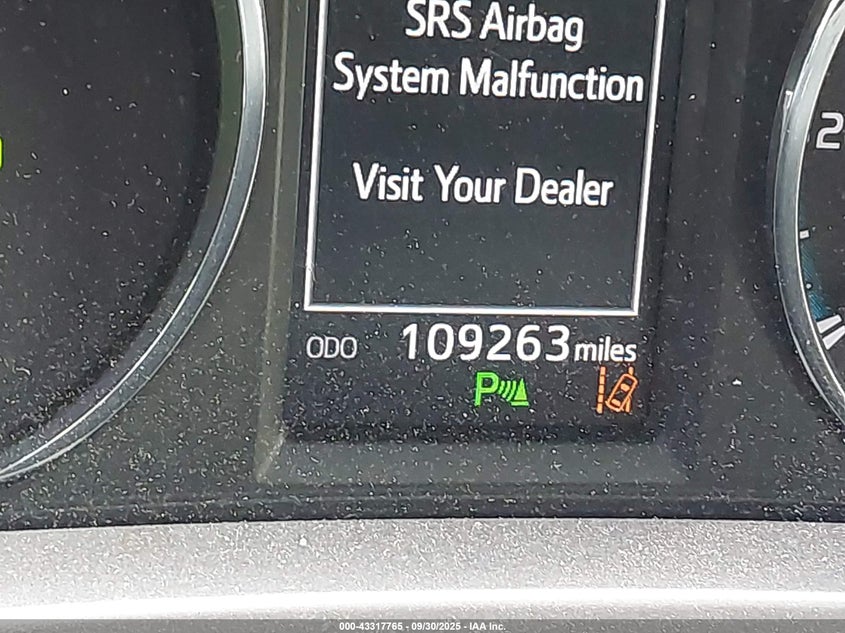 SRS Airbag
System Malfunction
Visit Your Dealer
2
ODO 109263 miles
P
000-43317765 - 09/30/2025 - IAA Inc.